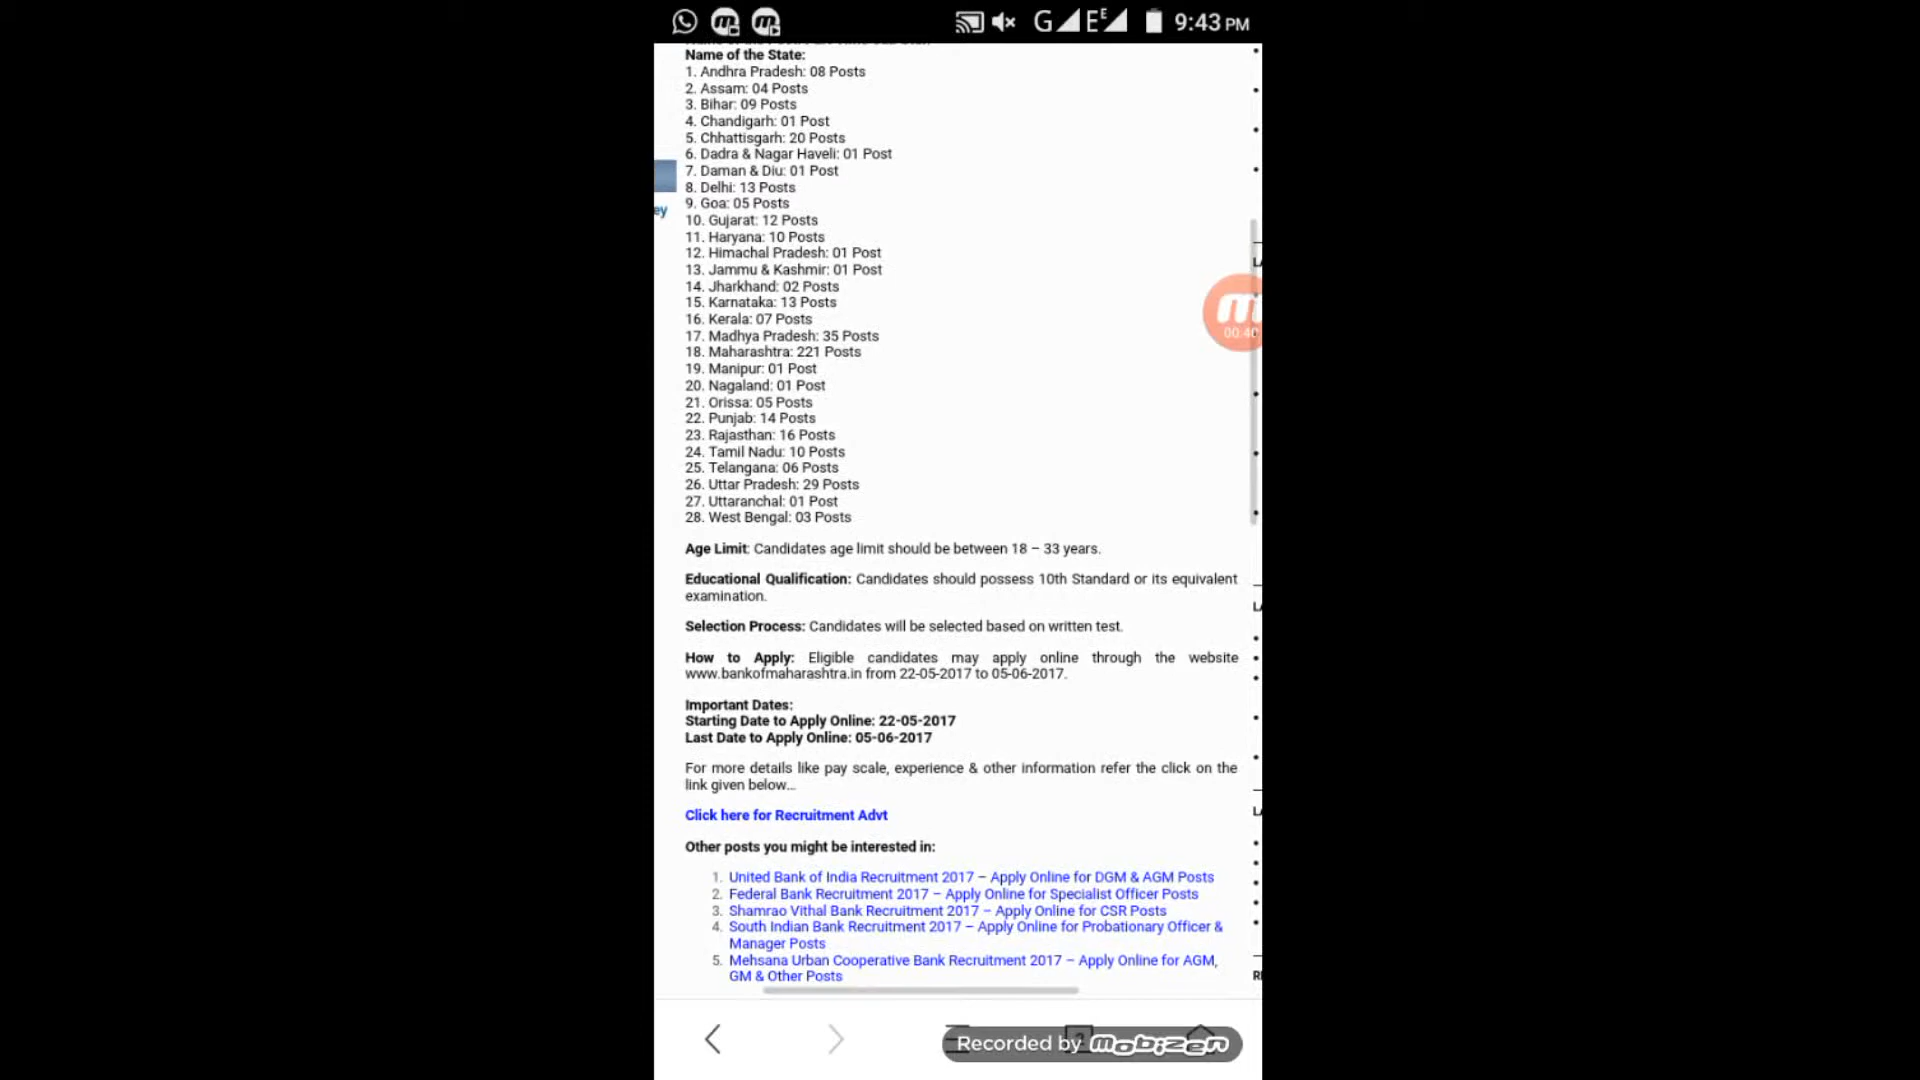 G E E 9:43 PM
Name of the State:
1. Andhra Pradesh: 08 Posts
2. Assam: 04 Posts
3. Bihar: 09 Posts
4. Chandigarh: 01 Post
5. Chhattisgarh: 20 Posts
6. Dadra & Nagar Haveli: 01 Post
7. Daman & Diu: 01 Post
8. Delhi: 13 Posts
9. Goa: 05 Posts
ey
10. Gujarat: 12 Posts
11. Haryana: 10 Posts
12. Himachal Pradesh: 01 Post
13. Jammu & Kashmir: 01 Post
14. Jharkhand: 02 Posts
15. Karnataka: 13 Posts
16. Kerala: 07 Posts
00:40
17. Madhya Pradesh: 35 Posts
18. Maharashtra: 221 Posts
19. Manipur: 01 Post
20. Nagaland: 01 Post
21. Orissa: 05 Posts
22. Punjab: 14 Posts
23. Rajasthan: 16 Posts
24. Tamil Nadu: 10 Posts
25. Telangana: 06 Posts
26. Uttar Pradesh: 29 Posts
27. Uttaranchal: 01 Post
28. West Bengal: 03 Posts
Age Limit: Candidates age limit should be between 18 – 33 years.
Educational Qualification: Candidates should possess 10th Standard or its equivalent
examination.
Selection Process: Candidates will be selected based on written test.
How to Apply: Eligible candidates may apply online through the website
www.bankofmaharashtra.in from 22-05-2017 to 05-06-2017.
Important Dates:
Starting Date to Apply Online: 22-05-2017
Last Date to Apply Online: 05-06-2017
For more details like pay scale, experience & other information refer the click on the
link given below...
Click here for Recruitment Advt
Other posts you might be interested in:
1. United Bank of India Recruitment 2017 – Apply Online for DGM & AGM Posts
2. Federal Bank Recruitment 2017 – Apply Online for Specialist Officer Posts
3. Shamrao Vithal Bank Recruitment 2017 – Apply Online for CSR Posts
4. South Indian Bank Recruitment 2017 – Apply Online for Probationary Officer &
Manager Posts
5. Mehsana Urban Cooperative Bank Recruitment 2017 – Apply Online for AGM,
GM & Other Posts
Recorded by mobizen